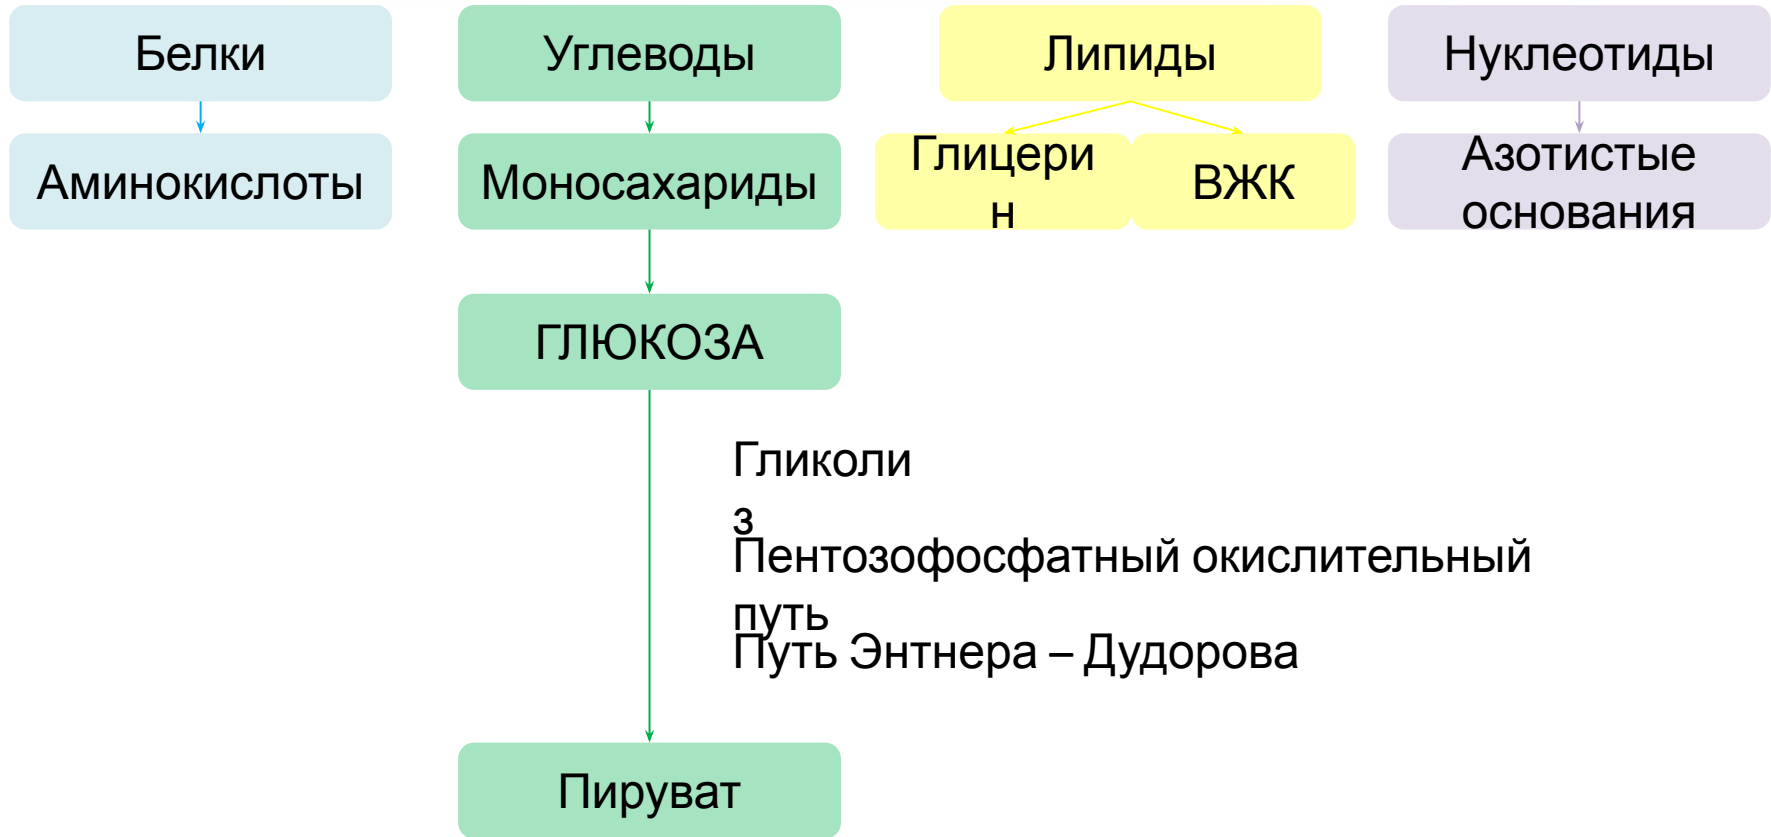 Белки
Углеводы
Липиды
Нуклеотиды
Аминокислоты
Моносахариды
Глицери
н
ВЖК
Азотистые
основания
ГЛЮКОЗА
Гликоли
з
Пентозофосфатный окислительный
путь
Путь Энтнера – Дудорова
Пируват